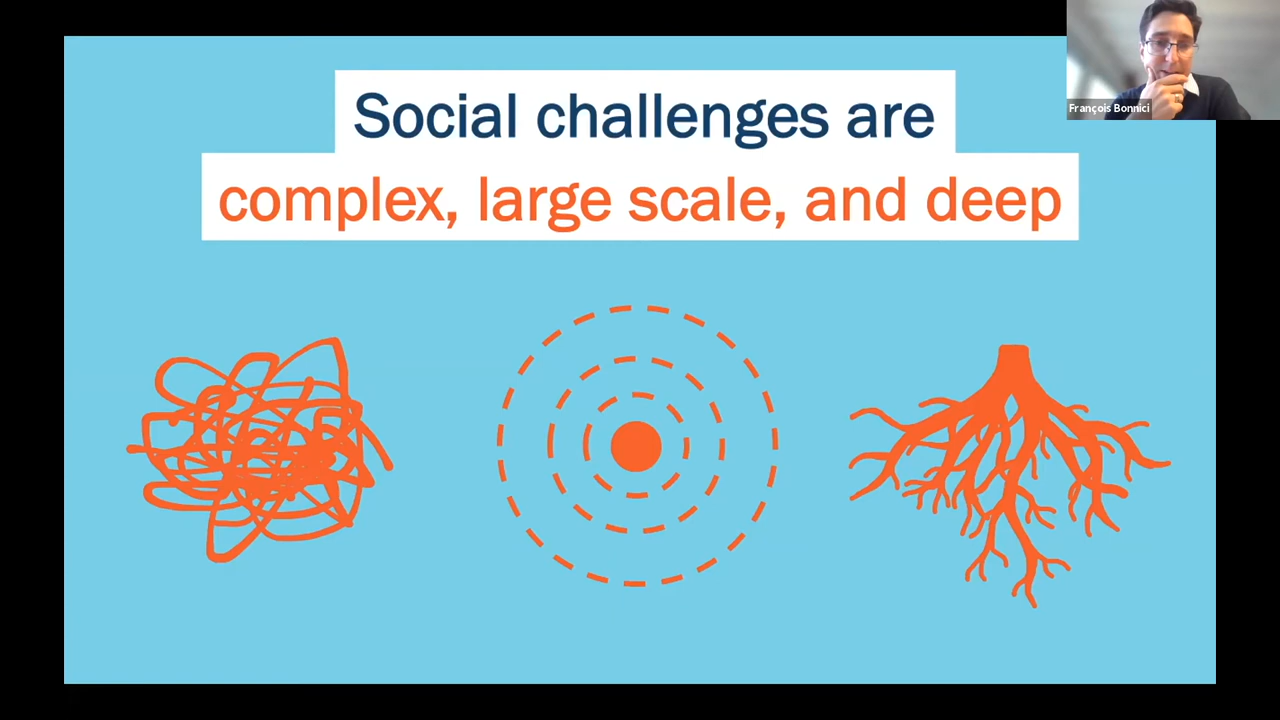 Social challenges are
complex, large scale, and deep
François Bonnici